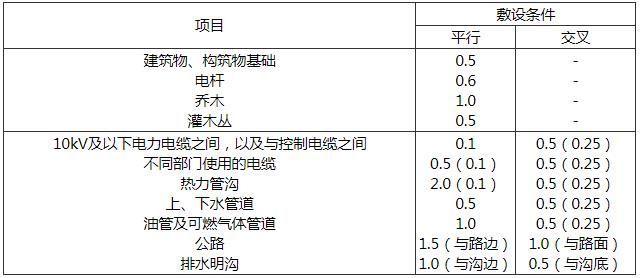 项目 敷设条件
平行 交叉
建筑物、构筑物基础 0.5 -
电杆 0.6 -
乔木 1.0 -
灌木丛 0.5 -
10kV及以下电力电缆之间，以及与控制电缆之间 0.1 0.5（0.25）
不同部门使用的电缆 0.5（0.1） 0.5（0.25）
热力管沟 2.0（0.1） 0.5（0.25）
上、下水管道 0.5 0.5（0.25）
油管及可燃气体管道 1.0 0.5（0.25）
公路 1.5（与路边） 1.0（与路面）
排水明沟 1.0（与沟边） 0.5（与沟底）